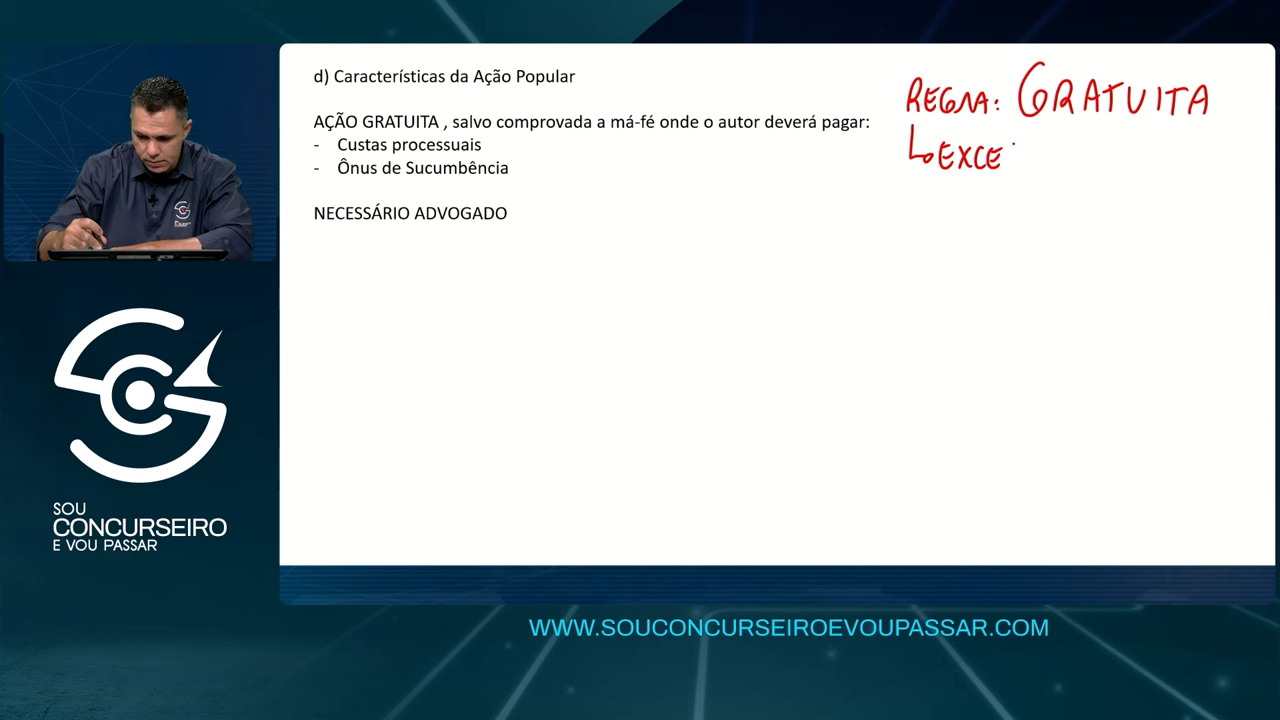 d) Características da Ação Popular
AÇÃO GRATUITA , salvo comprovada a má-fé onde o autor deverá pagar:
- Custas processuais
- Ônus de Sucumbência
NECESSÁRIO ADVOGADO
REGRA: GRATUITA
↳EXCE
SOU
CONCURSEIRO
E VOU PASSAR
WWW.SOUCONCURSEIROEVOUPASSAR.COM